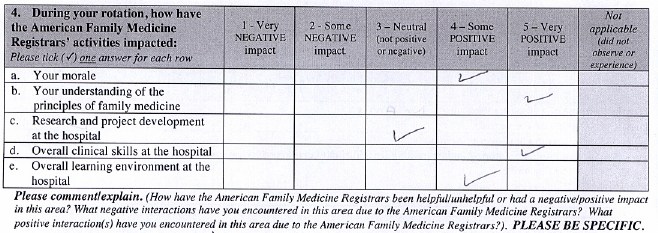 4. During your rotation, how have
the American Family Medicine
Registrars' activities impacted:
Please tick (✓) one answer for each row
1 - Very
NEGATIVE
impact
2 - Some
NEGATIVE
impact
3 – Neutral
(not positive
or negative)
4 – Some
POSITIVE
impact
5 – Very
POSITIVE
impact
Not
applicable
(did not
observe or
experience)
a. Your morale ✓
b. Your understanding of the
principles of family medicine ✓
c. Research and project development
at the hospital ✓
d. Overall clinical skills at the hospital ✓
e. Overall learning environment at the
hospital ✓
Please comment/explain. (How have the American Family Medicine Registrars been helpful/unhelpful or had a negative/positive impact
in this area? What negative interactions have you encountered in this area due to the American Family Medicine Registrars? What
positive interaction(s) have you encountered in this area due to the American Family Medicine Registrars?). PLEASE BE SPECIFIC.